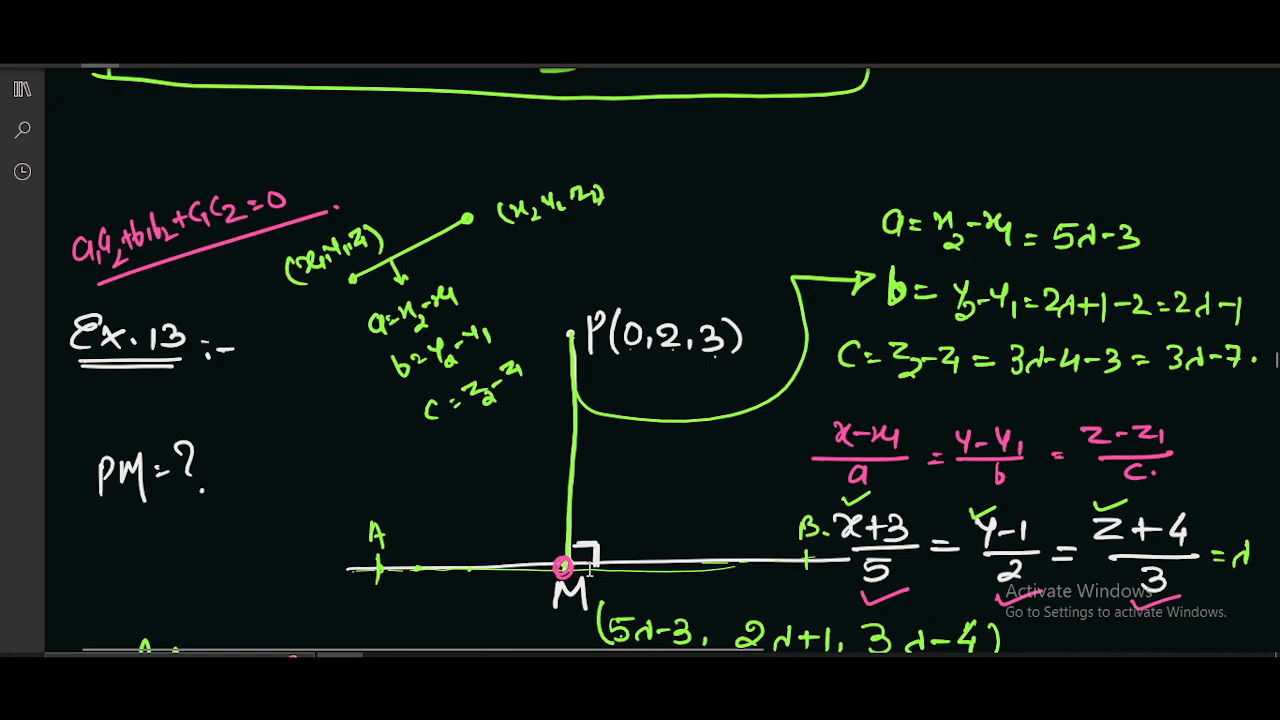 a₁a₂+b₁b₂+c₁c₂=0
(x₁,y₁,z₁)
(x₂ y₂ z₂)
a=x₂-x₁
b=y₂-y₁
c=z₂-z₁
Ex.13 :-
P(0,2,3)
a=x₂-x₁=5λ-3
b=y₂-y₁=2λ+1-2=2λ-1
c=z₂-z₁=3λ-4-3=3λ-7.
PM=?
x-x₁/a = y-y₁/b = z-z₁/c.
A
B.
x+3/5 = y-1/2 = z+4/3 =λ
M
(5λ-3, 2λ+1, 3λ-4)
Activate Windows
Go to Settings to activate Windows.